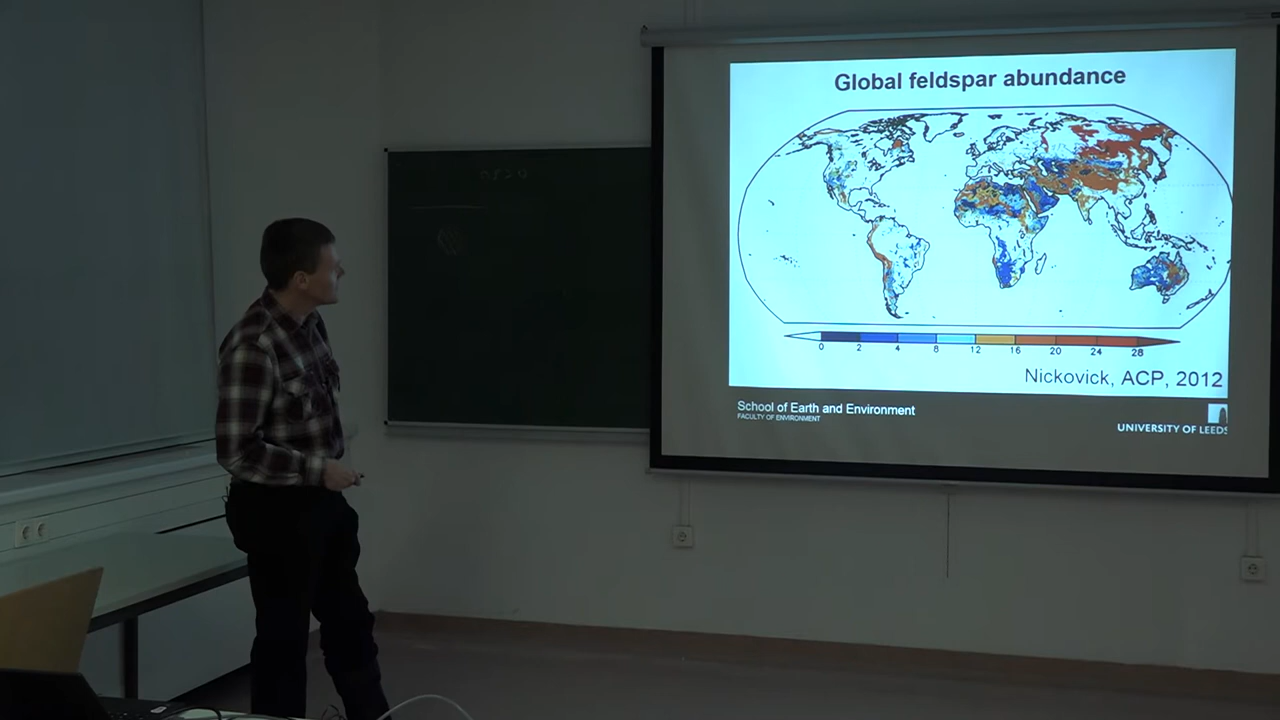 Global feldspar abundance
0 2 4 8 12 16 20 24 28
Nickovick, ACP, 2012
School of Earth and Environment
FACULTY OF ENVIRONMENT
UNIVERSITY OF LEEDS